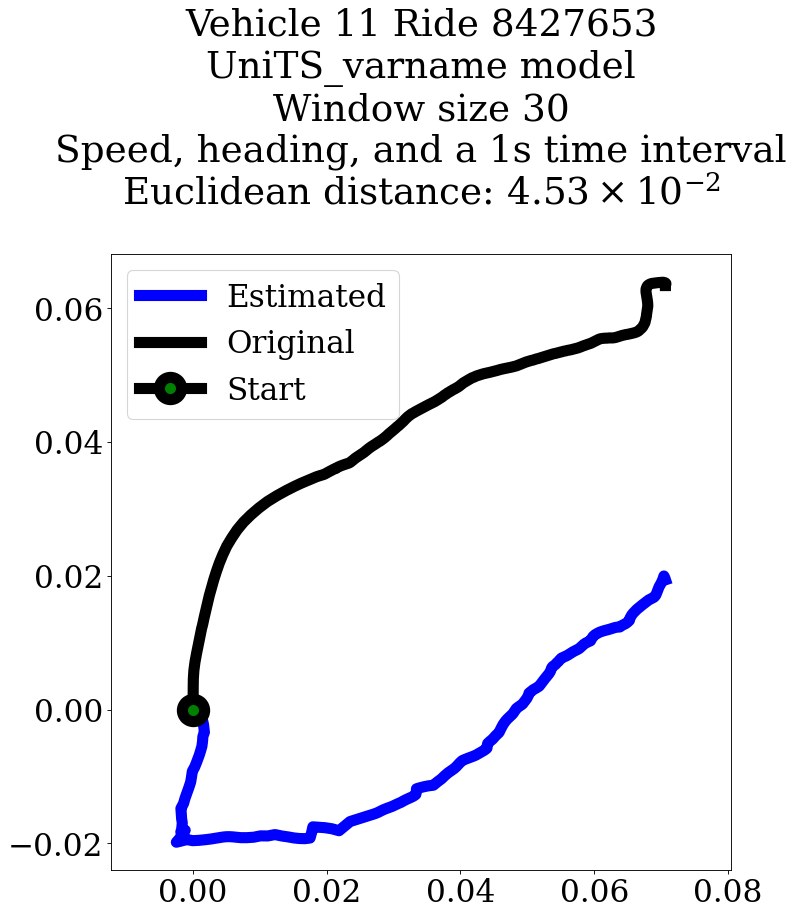 Vehicle 11 Ride 8427653
UniTS_varname model
Window size 30
Speed, heading, and a 1s time interval
Euclidean distance: 4.53 × 10⁻²
Estimated
Original
Start
0.06
0.04
0.02
0.00
−0.02
0.00 0.02 0.04 0.06 0.08